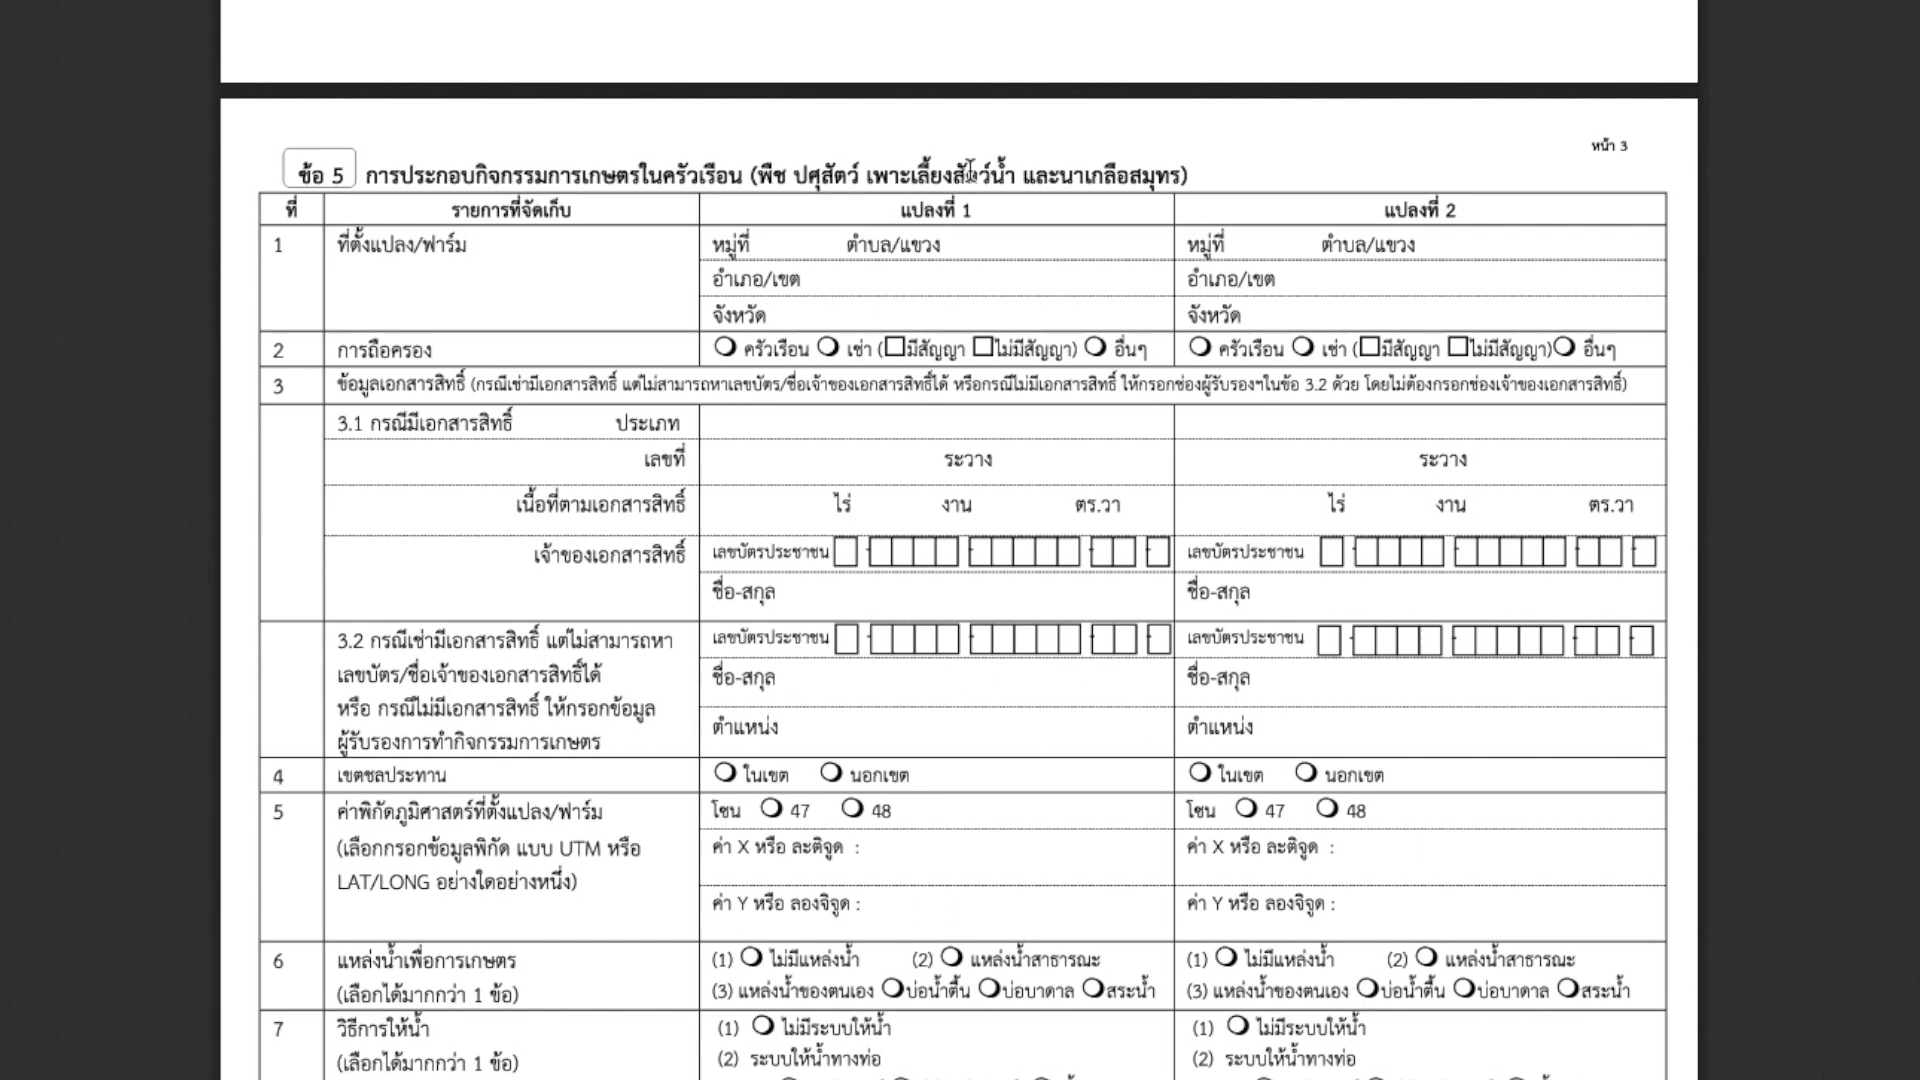 หน้า 3
ข้อ 5 การประกอบกิจกรรมการเกษตรในครัวเรือน (พืช ปศุสัตว์ เพาะเลี้ยงสัตว์น้ำ และนาเกลือสมุทร)
ที่ รายการที่จัดเก็บ แปลงที่ 1 แปลงที่ 2
1 ที่ตั้งแปลง/ฟาร์ม หมู่ที่ ตำบล/แขวง หมู่ที่ ตำบล/แขวง
อำเภอ/เขต อำเภอ/เขต
จังหวัด จังหวัด
2 การถือครอง ครัวเรือน เช่า (มีสัญญา ไม่มีสัญญา) อื่นๆ ครัวเรือน เช่า (มีสัญญา ไม่มีสัญญา) อื่นๆ
3 ข้อมูลเอกสารสิทธิ์ (กรณีเช่ามีเอกสารสิทธิ์ แต่ไม่สามารถหาเลขบัตร/ชื่อเจ้าของเอกสารสิทธิ์ได้ หรือกรณีไม่มีเอกสารสิทธิ์ ให้กรอกช่องผู้รับรองฯในข้อ 3.2 ด้วย โดยไม่ต้องกรอกช่องเจ้าของเอกสารสิทธิ์)
3.1 กรณีมีเอกสารสิทธิ์ ประเภท
เลขที่ ระวาง ระวาง
เนื้อที่ตามเอกสารสิทธิ์ ไร่ งาน ตร.วา ไร่ งาน ตร.วา
เจ้าของเอกสารสิทธิ์ เลขบัตรประชาชน เลขบัตรประชาชน
ชื่อ-สกุล ชื่อ-สกุล
3.2 กรณีเช่ามีเอกสารสิทธิ์ แต่ไม่สามารถหา เลขบัตรประชาชน เลขบัตรประชาชน
เลขบัตร/ชื่อเจ้าของเอกสารสิทธิ์ได้ ชื่อ-สกุล ชื่อ-สกุล
หรือ กรณีไม่มีเอกสารสิทธิ์ ให้กรอกข้อมูล ตำแหน่ง ตำแหน่ง
ผู้รับรองการทำกิจกรรมการเกษตร
4 เขตชลประทาน ในเขต นอกเขต ในเขต นอกเขต
5 ค่าพิกัดภูมิศาสตร์ที่ตั้งแปลง/ฟาร์ม โซน 47 48 โซน 47 48
(เลือกกรอกข้อมูลพิกัด แบบ UTM หรือ ค่า X หรือ ละติจูด : ค่า X หรือ ละติจูด :
LAT/LONG อย่างใดอย่างหนึ่ง) ค่า Y หรือ ลองจิจูด : ค่า Y หรือ ลองจิจูด :
6 แหล่งน้ำเพื่อการเกษตร (1) ไม่มีแหล่งน้ำ (2) แหล่งน้ำสาธารณะ (1) ไม่มีแหล่งน้ำ (2) แหล่งน้ำสาธารณะ
(เลือกได้มากกว่า 1 ข้อ) (3) แหล่งน้ำของตนเอง บ่อน้ำตื้น บ่อบาดาล สระน้ำ (3) แหล่งน้ำของตนเอง บ่อน้ำตื้น บ่อบาดาล สระน้ำ
7 วิธีการให้น้ำ (1) ไม่มีระบบให้น้ำ (1) ไม่มีระบบให้น้ำ
(เลือกได้มากกว่า 1 ข้อ) (2) ระบบให้น้ำทางท่อ (2) ระบบให้น้ำทางท่อ